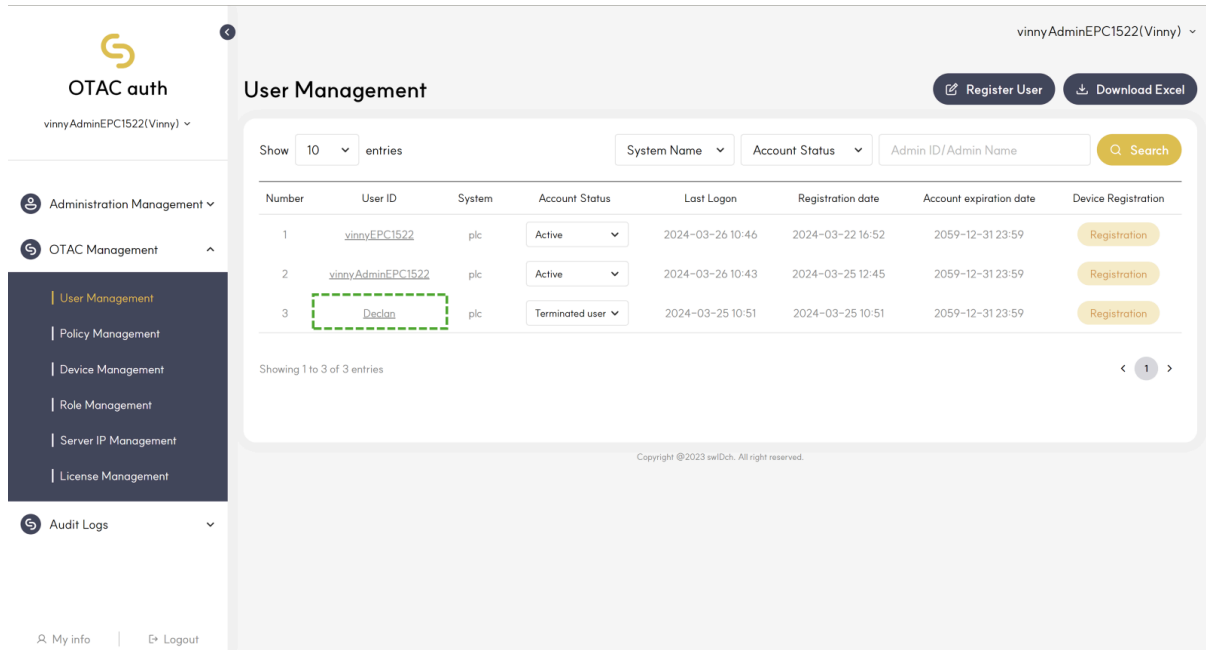 vinnyAdminEPC1522(Vinny)
OTAC auth
vinnyAdminEPC1522(Vinny)
Administration Management
OTAC Management
User Management
Policy Management
Device Management
Role Management
Server IP Management
License Management
Audit Logs
My info
Logout
User Management
Register User
Download Excel
Show 10 entries
System Name
Account Status
Admin ID/Admin Name
Search
Number User ID System Account Status Last Logon Registration date Account expiration date Device Registration
1 vinnyEPC1522 plc Active 2024-03-26 10:46 2024-03-22 16:52 2059-12-31 23:59 Registration
2 vinnyAdminEPC1522 plc Active 2024-03-26 10:43 2024-03-25 12:45 2059-12-31 23:59 Registration
3 Declan plc Terminated user 2024-03-25 10:51 2024-03-25 10:51 2059-12-31 23:59 Registration
Showing 1 to 3 of 3 entries
1
Copyright @2023 swIDch. All right reserved.